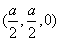 (a/2, a/2, 0)